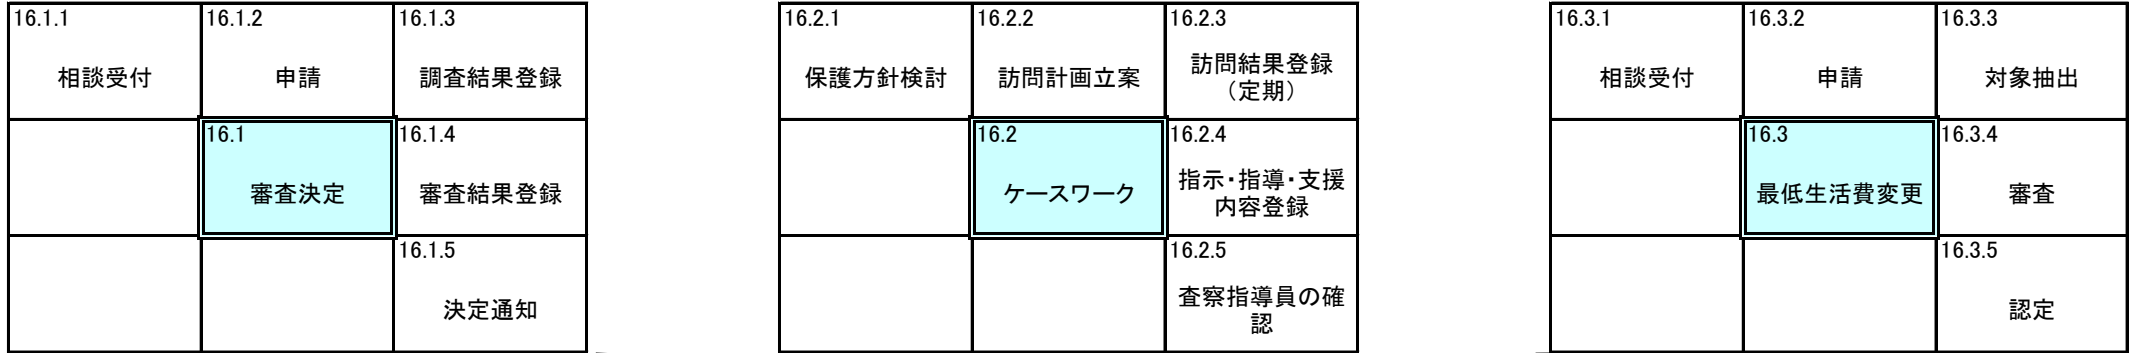 16.1.1
相談受付
16.1.2
申請
16.1.3
調査結果登録
16.1
審査決定
16.1.4
審査結果登録
16.1.5
決定通知
16.2.1
保護方針検討
16.2.2
訪問計画立案
16.2.3
訪問結果登録
（定期）
16.2
ケースワーク
16.2.4
指示・指導・支援
内容登録
16.2.5
査察指導員の確
認
16.3.1
相談受付
16.3.2
申請
16.3.3
対象抽出
16.3
最低生活費変更
16.3.4
審査
16.3.5
認定